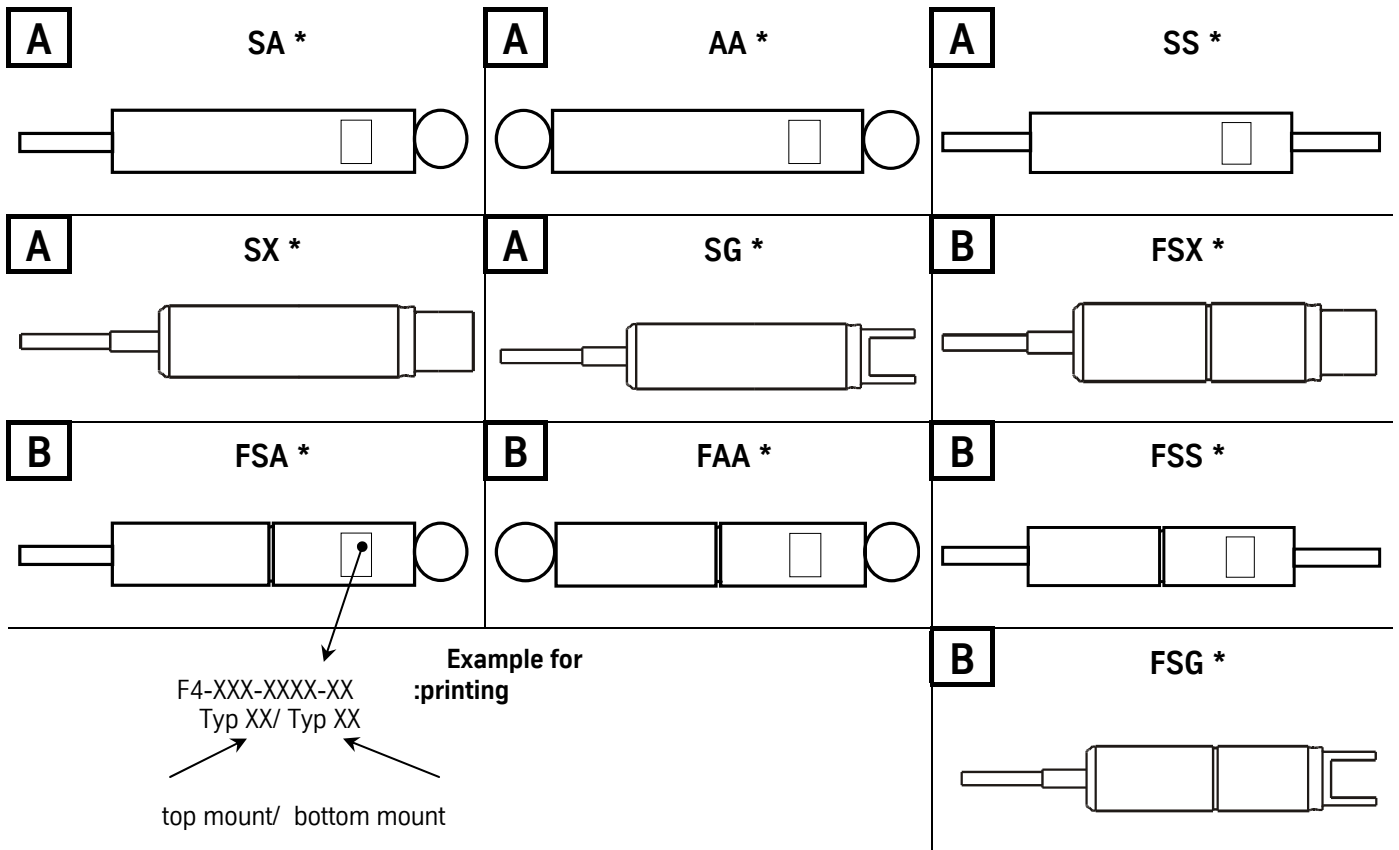 A
SA *
A
AA *
A
SS *
A
SX *
A
SG *
B
FSX *
B
FSA *
B
FAA *
B
FSS *
Example for
:printing
F4-XXX-XXXX-XX
Typ XX/ Typ XX
top mount/ bottom mount
B
FSG *